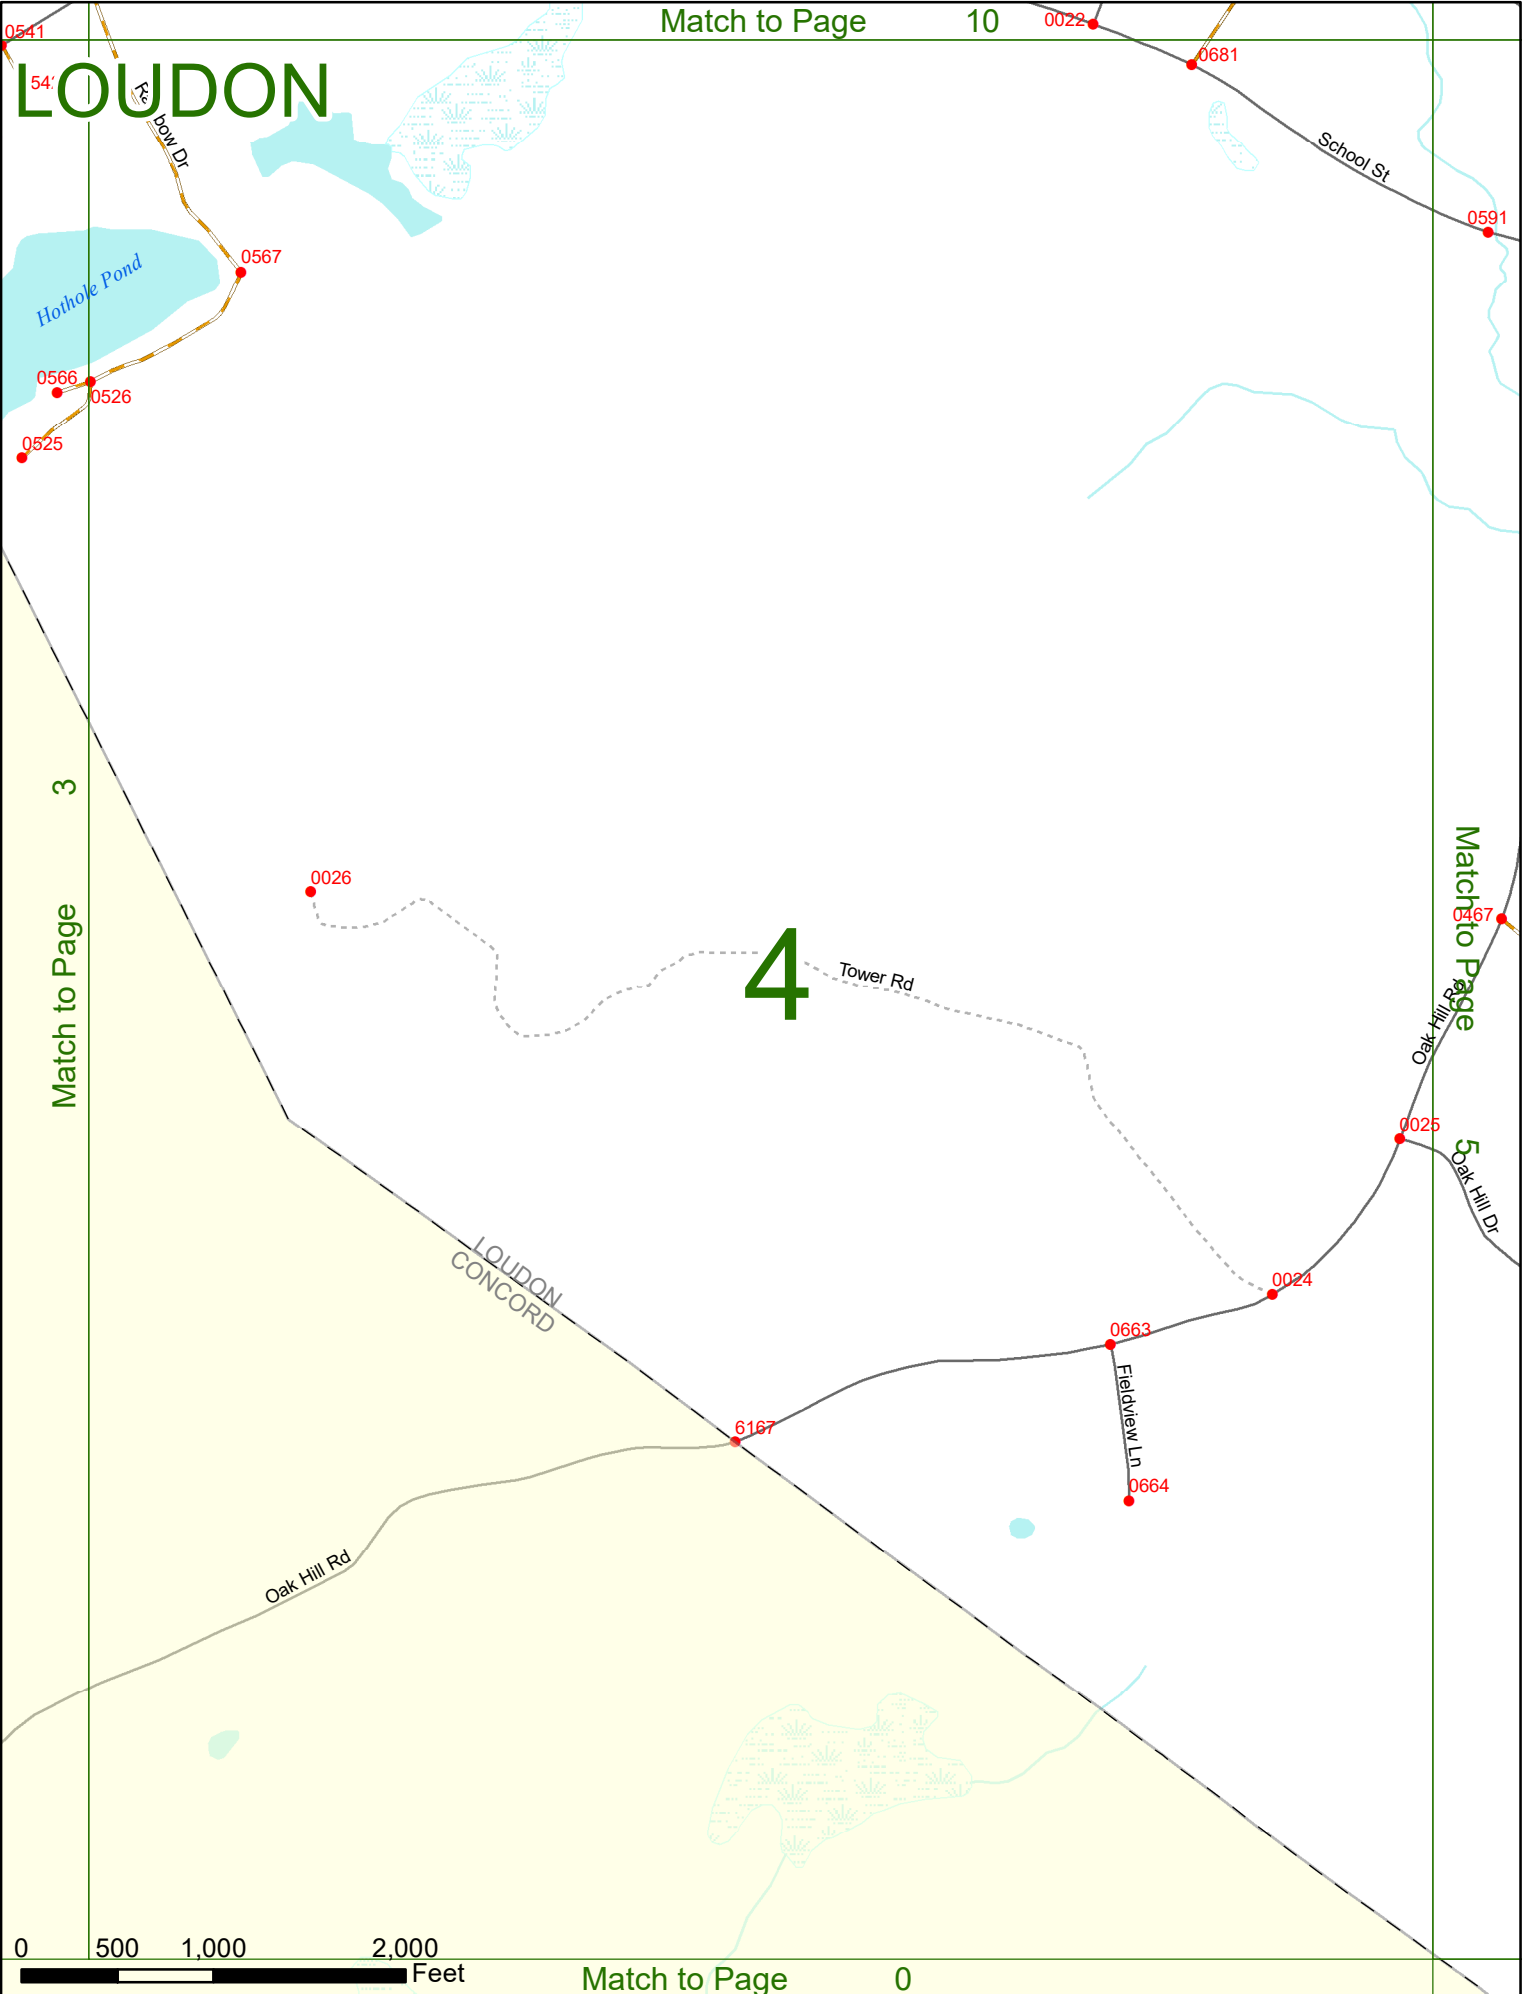 Match to Page 10
0541
0022
0681
LOUDON
bow Dr
School St
0591
0567
Hothole Pond
0566
0526
0525
Match to Page 3
0026
4
Tower Rd
0467
Match to Page 5
Oak Hill Rd
0025
Oak Hill Dr
LOUDON
CONCORD
0024
0663
Fieldview Ln
6167
0664
Oak Hill Rd
0 500 1,000 2,000
Feet
Match to Page 0